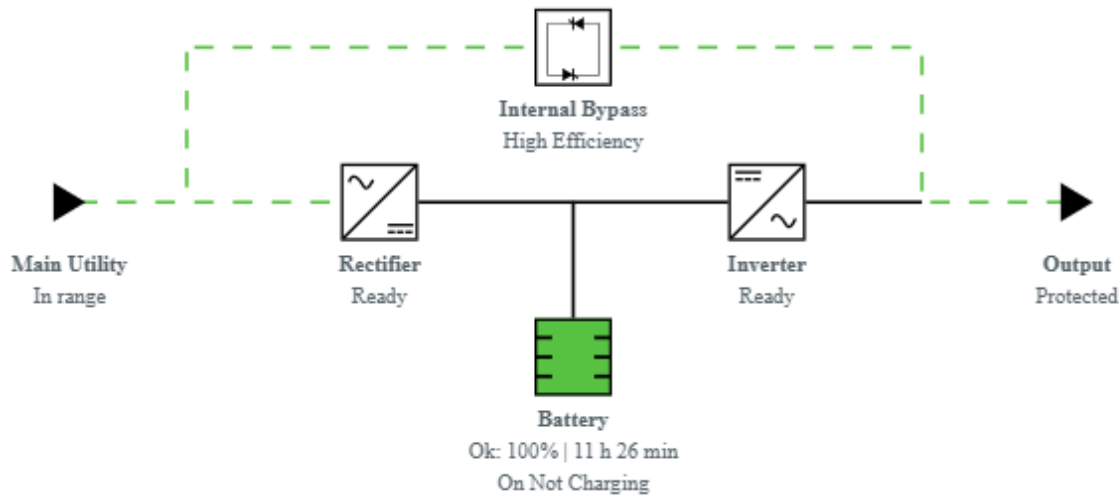 Internal Bypass
High Efficiency
Main Utility
In range
Rectifier
Ready
Inverter
Ready
Output
Protected
Battery
Ok: 100% | 11 h 26 min
On Not Charging